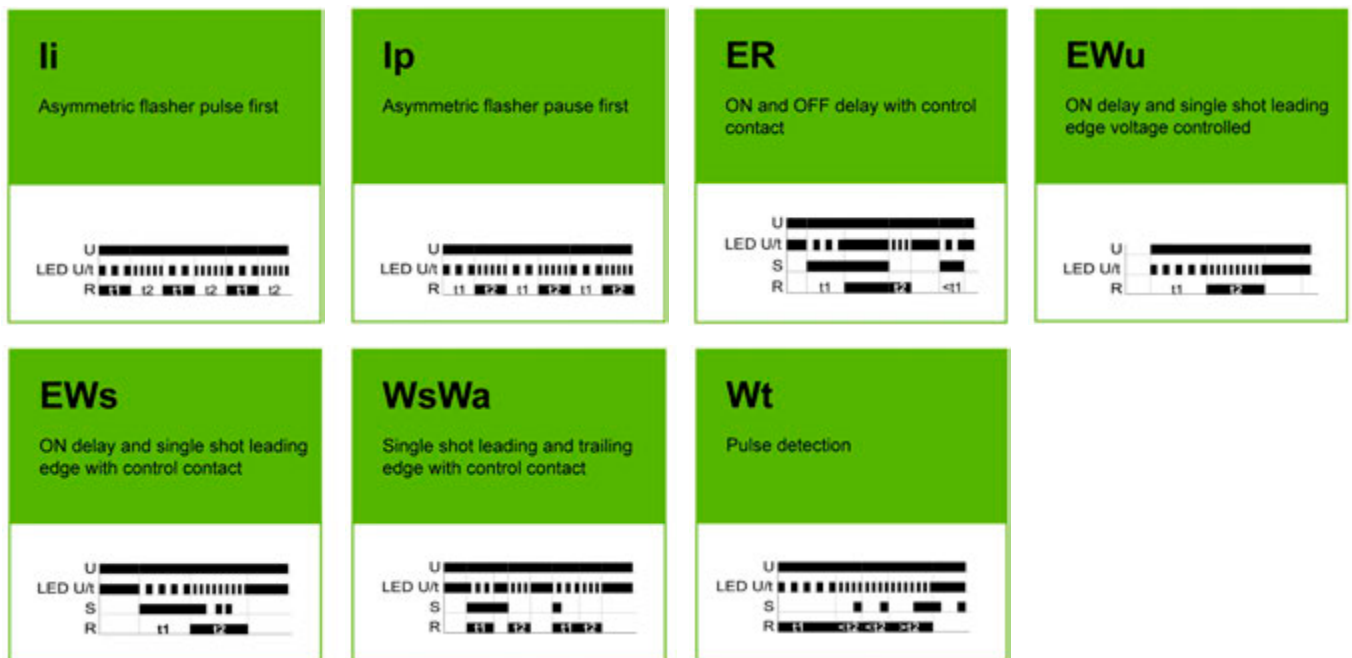 Ii
Asymmetric flasher pulse first
U
LED U/t
R t1 t2 t1 t2 t1 t2
Ip
Asymmetric flasher pause first
U
LED U/t
R t1 t2 t1 t2 t1 t2
ER
ON and OFF delay with control
contact
U
LED U/t
S
R t1 t2 <t1
EWu
ON delay and single shot leading
edge voltage controlled
U
LED U/t
R t1 t2
EWs
ON delay and single shot leading
edge with control contact
U
LED U/t
S
R t1 t2
WsWa
Single shot leading and trailing
edge with control contact
U
LED U/t
S
R t1 t2 t1 t2
Wt
Pulse detection
U
LED U/t
S
R t1 <t2 <t2 >t2